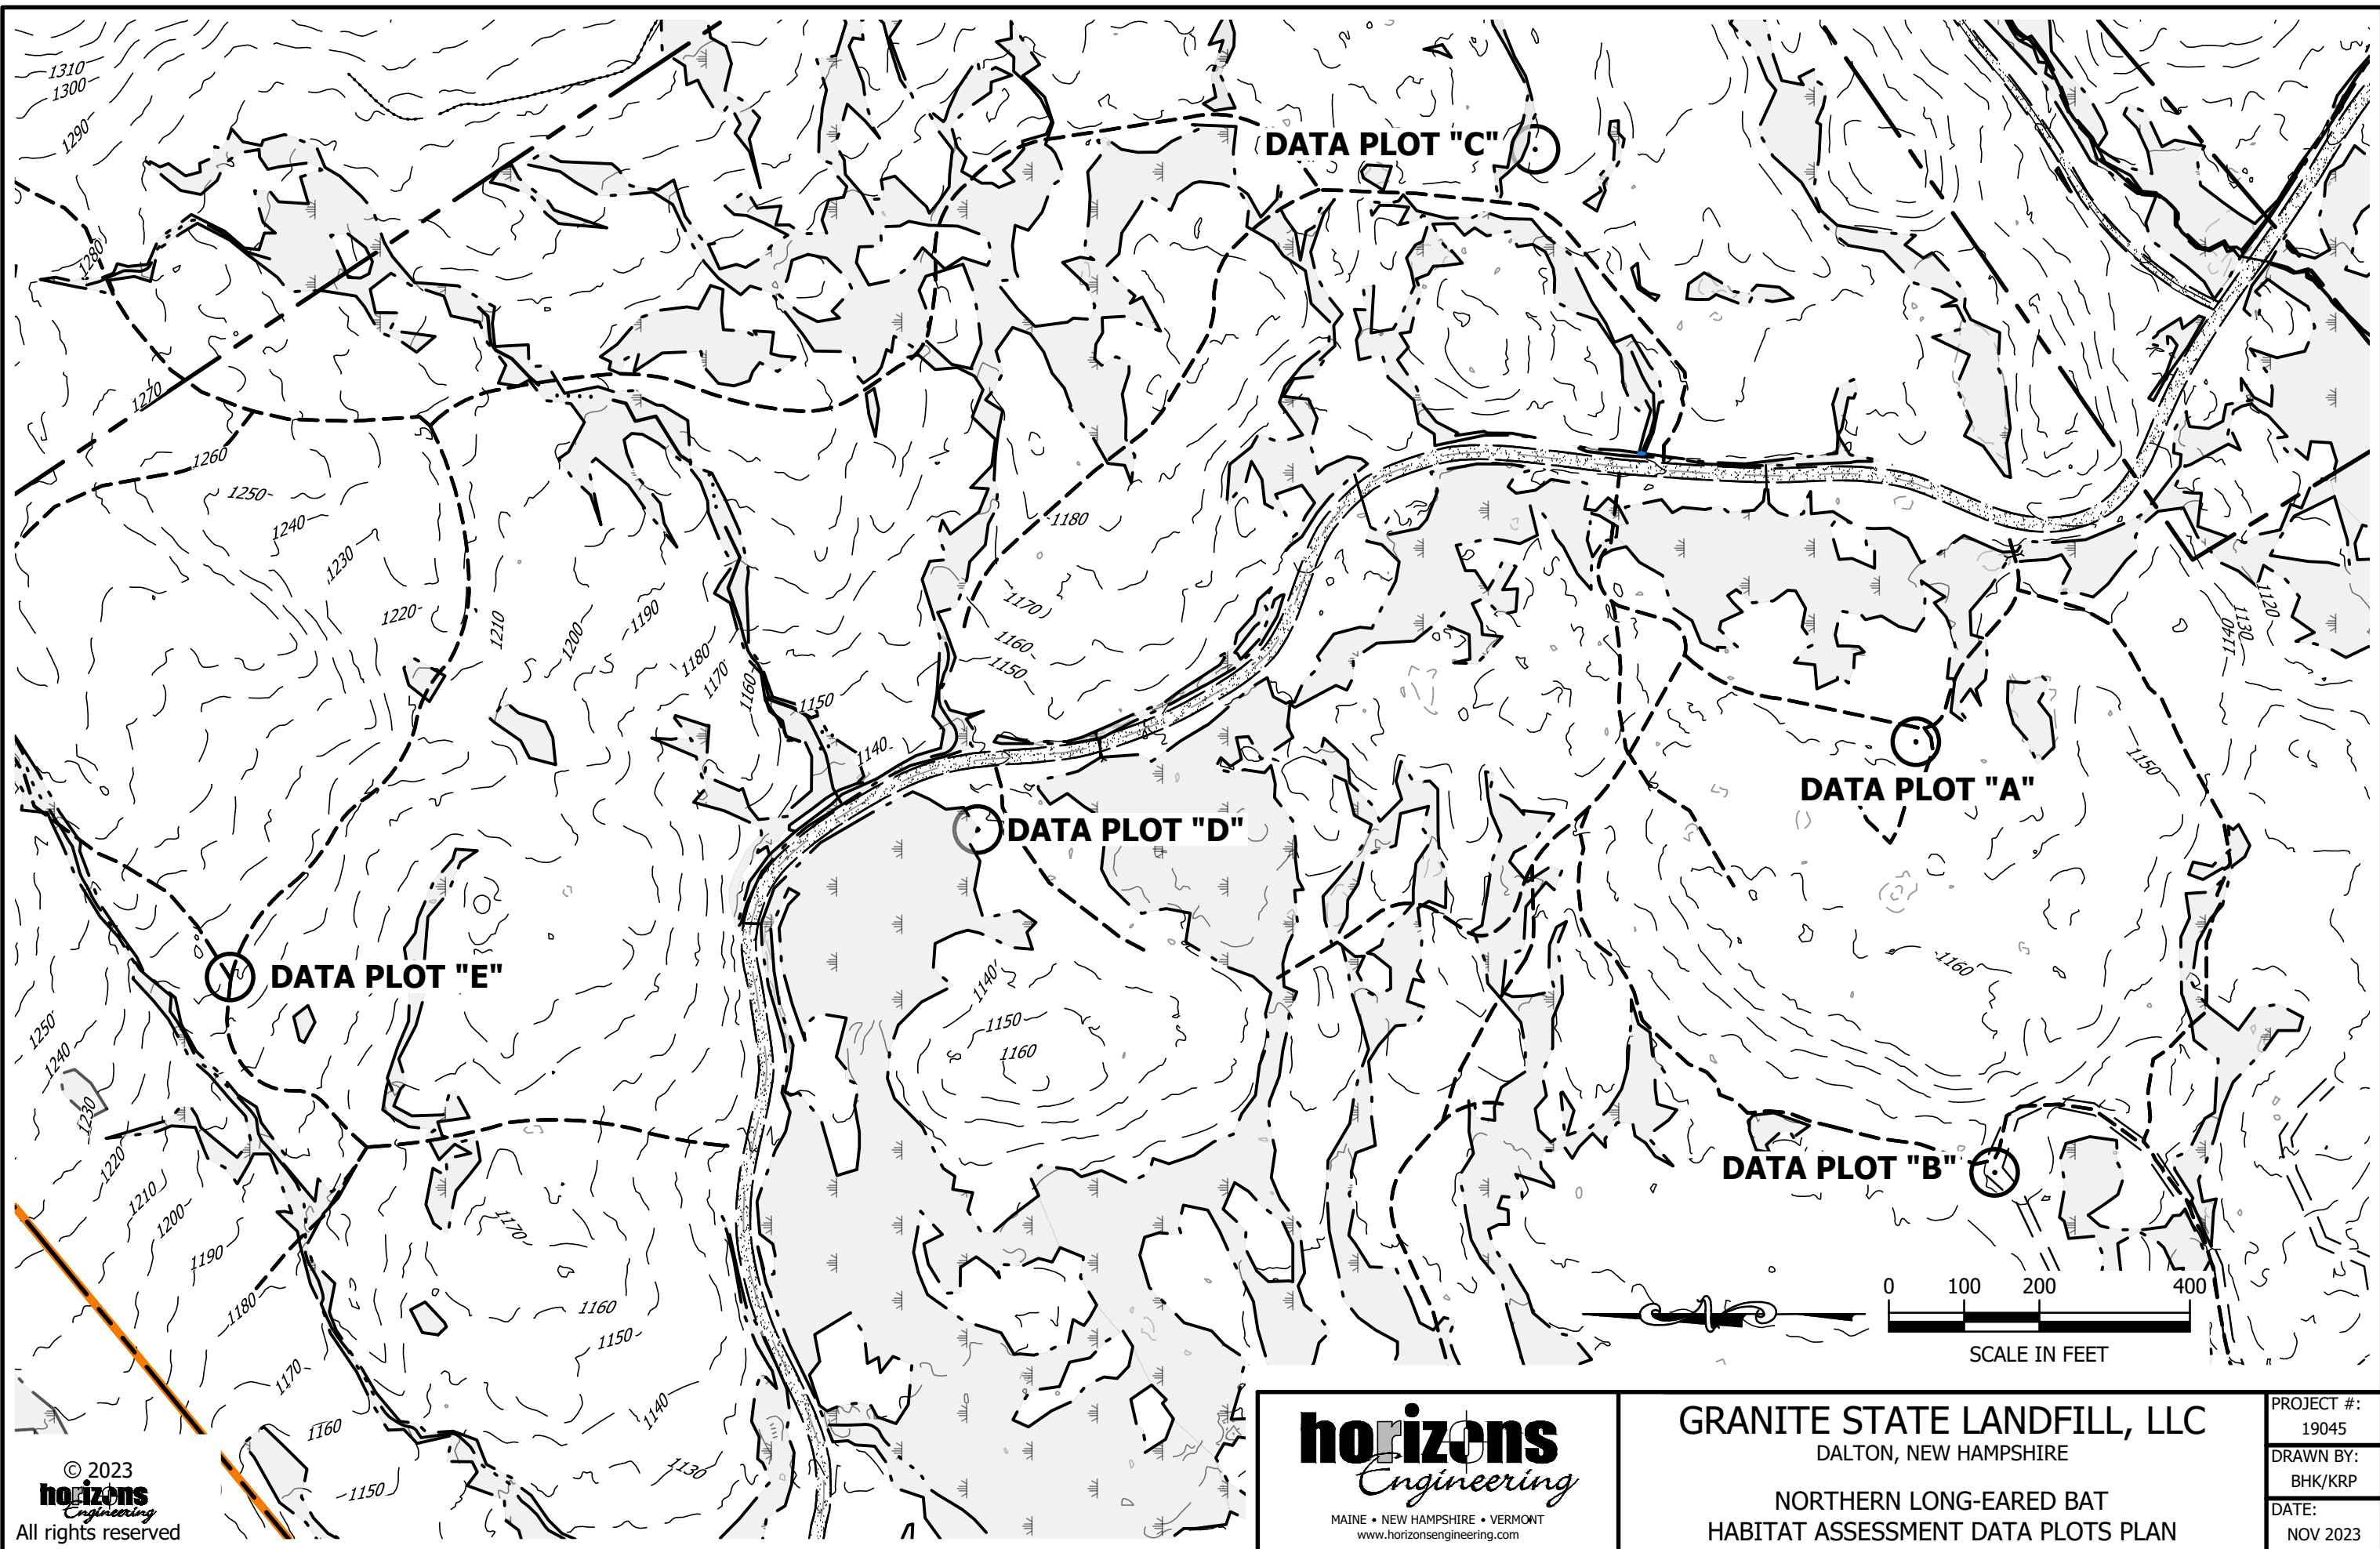 1310
1300
1290
DATA PLOT "C"
1280
1270
1260
1250
1240
1230
1220
1210
1200
1190
1180
1170
1160
1150
1140
1180
1170
1160
1150
1120
1130
1140
1150
DATA PLOT "A"
DATA PLOT "D"
DATA PLOT "E"
1160
1140
1150
1160
1250
1240
1230
1220
1210
1200
1190
1180
1170
1160
1150
1170
1160
1150
1140
1130
DATA PLOT "B"
0 100 200 400
SCALE IN FEET
© 2023
horizons
Engineering
All rights reserved
horizons
Engineering
MAINE • NEW HAMPSHIRE • VERMONT
www.horizonsengineering.com
GRANITE STATE LANDFILL, LLC
DALTON, NEW HAMPSHIRE
NORTHERN LONG-EARED BAT
HABITAT ASSESSMENT DATA PLOTS PLAN
PROJECT #:
19045
DRAWN BY:
BHK/KRP
DATE:
NOV 2023